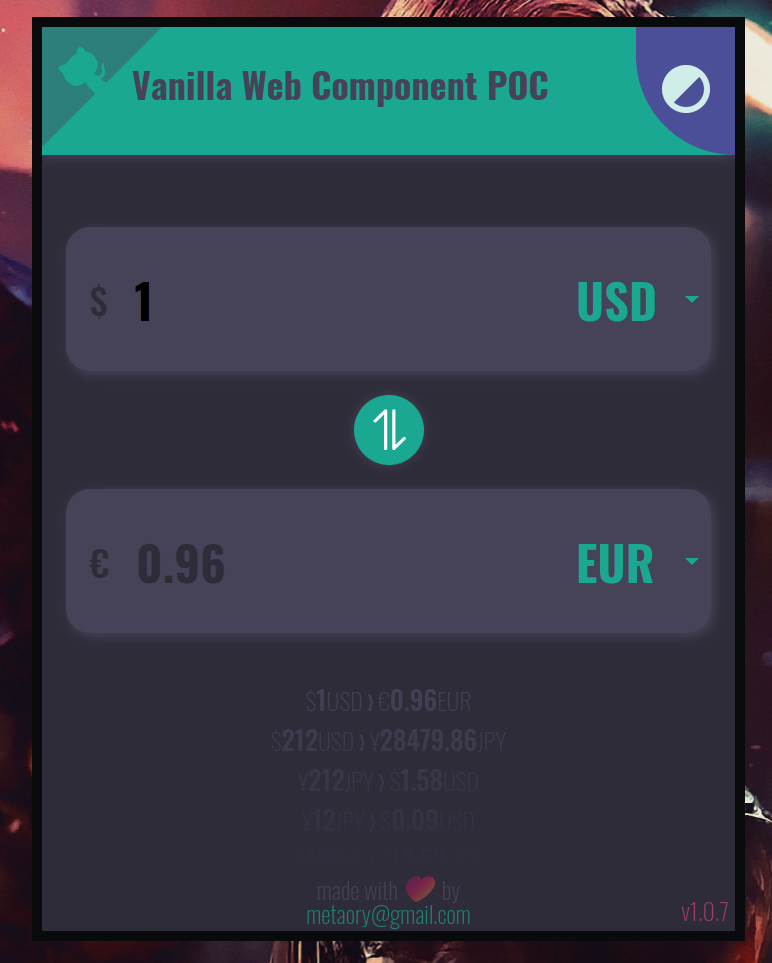 Vanilla Web Component POC
$ 1 USD
€ 0.96 EUR
$1USD ⟩ €0.96EUR
$212USD ⟩ ¥28479.86JPY
¥212JPY ⟩ $1.58USD
¥12JPY ⟩ $0.09USD
made with ❤ by
metaory@gmail.com
v1.0.7